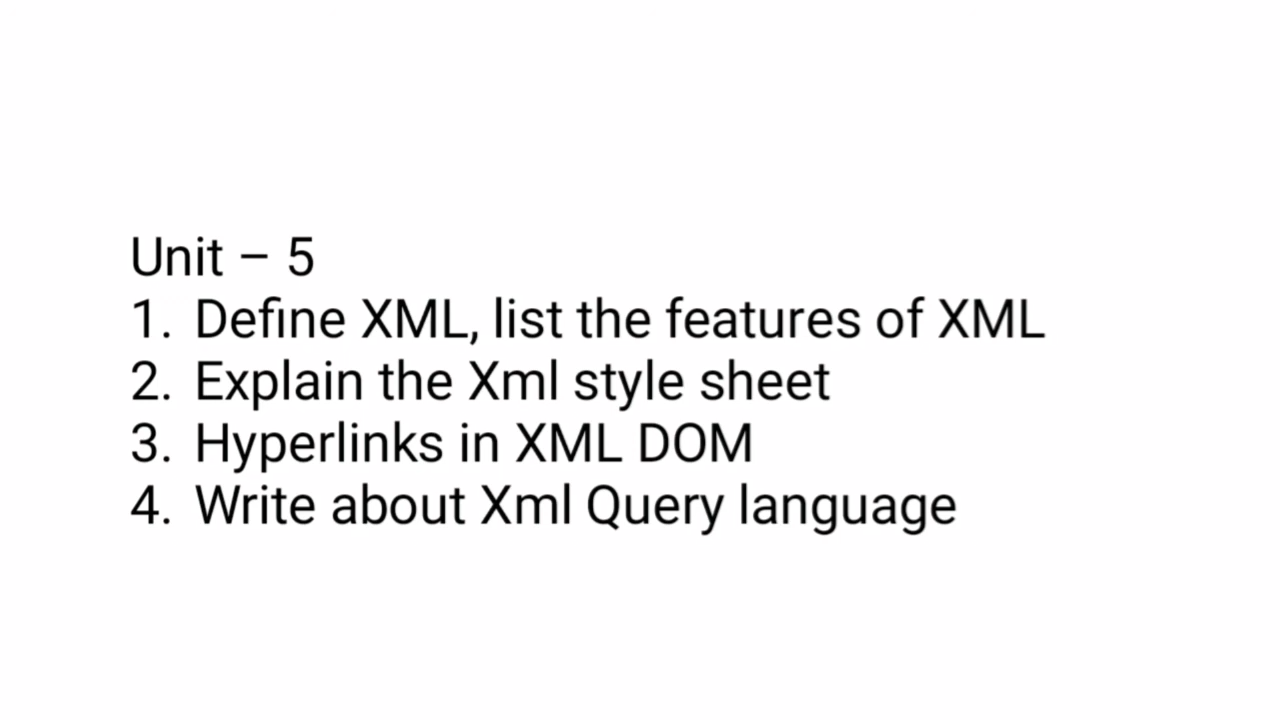 Unit – 5
1. Define XML, list the features of XML
2. Explain the Xml style sheet
3. Hyperlinks in XML DOM
4. Write about Xml Query language